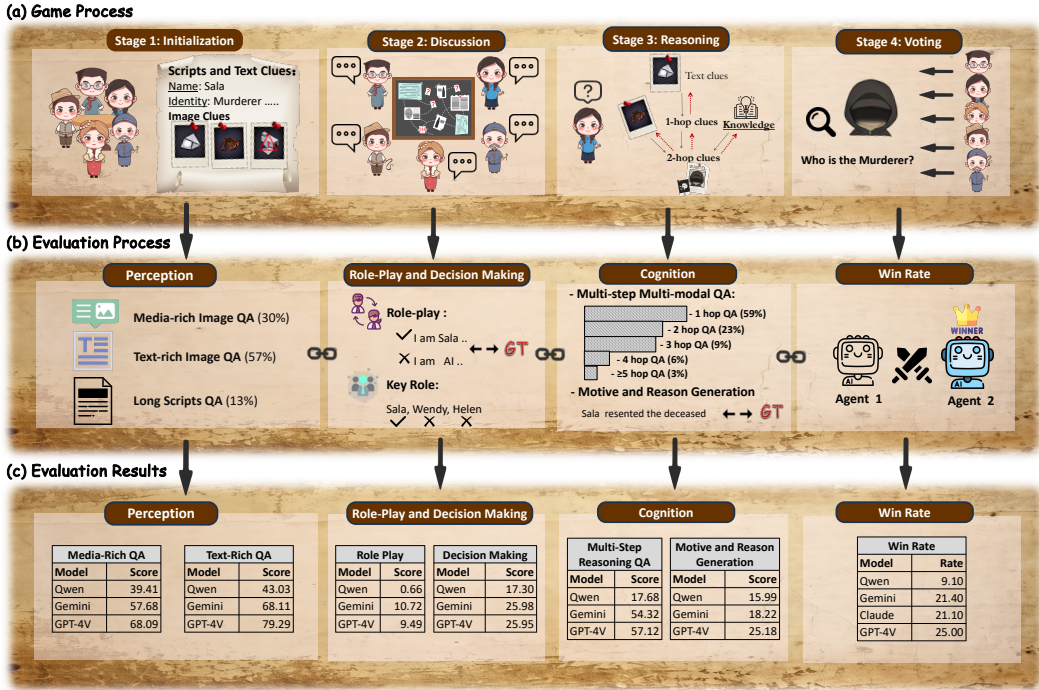 (a) Game Process
Stage 1: Initialization
Stage 2: Discussion
Stage 3: Reasoning
Stage 4: Voting
Scripts and Text Clues:
Name: Sala
Identity: Murderer .....
Image Clues
Text clues
1-hop clues
Knowledge
2-hop clues
Who is the Murderer?
(b) Evaluation Process
Perception
Media-rich Image QA (30%)
Text-rich Image QA (57%)
Long Scripts QA (13%)
Role-Play and Decision Making
Role-play :
I am Sala ..
I am AI ..
GT
Key Role:
Sala, Wendy, Helen
Cognition
- Multi-step Multi-modal QA:
- 1 hop QA (59%)
- 2 hop QA (23%)
- 3 hop QA (9%)
- 4 hop QA (6%)
- ≥5 hop QA (3%)
- Motive and Reason Generation
Sala resented the deceased
GT
Win Rate
WINNER
AI
AI
Agent 1
Agent 2
(c) Evaluation Results
Perception
Media-Rich QA
Model Score
Qwen 39.41
Gemini 57.68
GPT-4V 68.09
Text-Rich QA
Model Score
Qwen 43.03
Gemini 68.11
GPT-4V 79.29
Role-Play and Decision Making
Role Play
Model Score
Qwen 0.66
Gemini 10.72
GPT-4V 9.49
Decision Making
Model Score
Qwen 17.30
Gemini 25.98
GPT-4V 25.95
Cognition
Multi-Step
Reasoning QA
Model Score
Qwen 17.68
Gemini 54.32
GPT-4V 57.12
Motive and Reason
Generation
Model Score
Qwen 15.99
Gemini 18.22
GPT-4V 25.18
Win Rate
Win Rate
Model Rate
Qwen 9.10
Gemini 21.40
Claude 21.10
GPT-4V 25.00